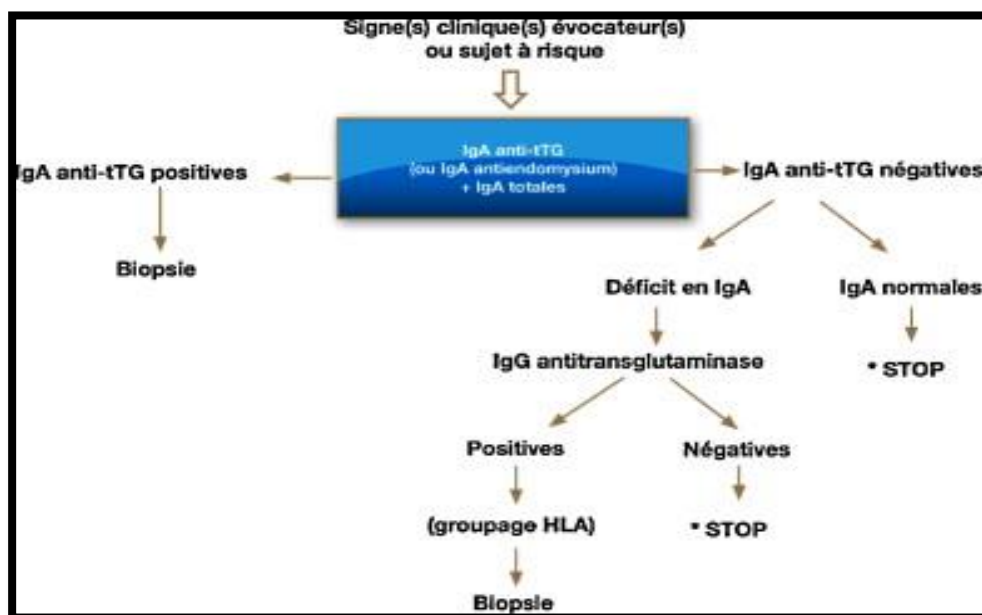 Signe(s) clinique(s) évocateur(s)
ou sujet à risque
IgA anti-tTG
(ou IgA antiendomysium)
+ IgA totales
IgA anti-tTG positives
IgA anti-tTG négatives
Biopsie
Déficit en IgA
IgA normales
IgG antitransglutaminase
* STOP
Positives
Négatives
(groupage HLA)
* STOP
Biopsie